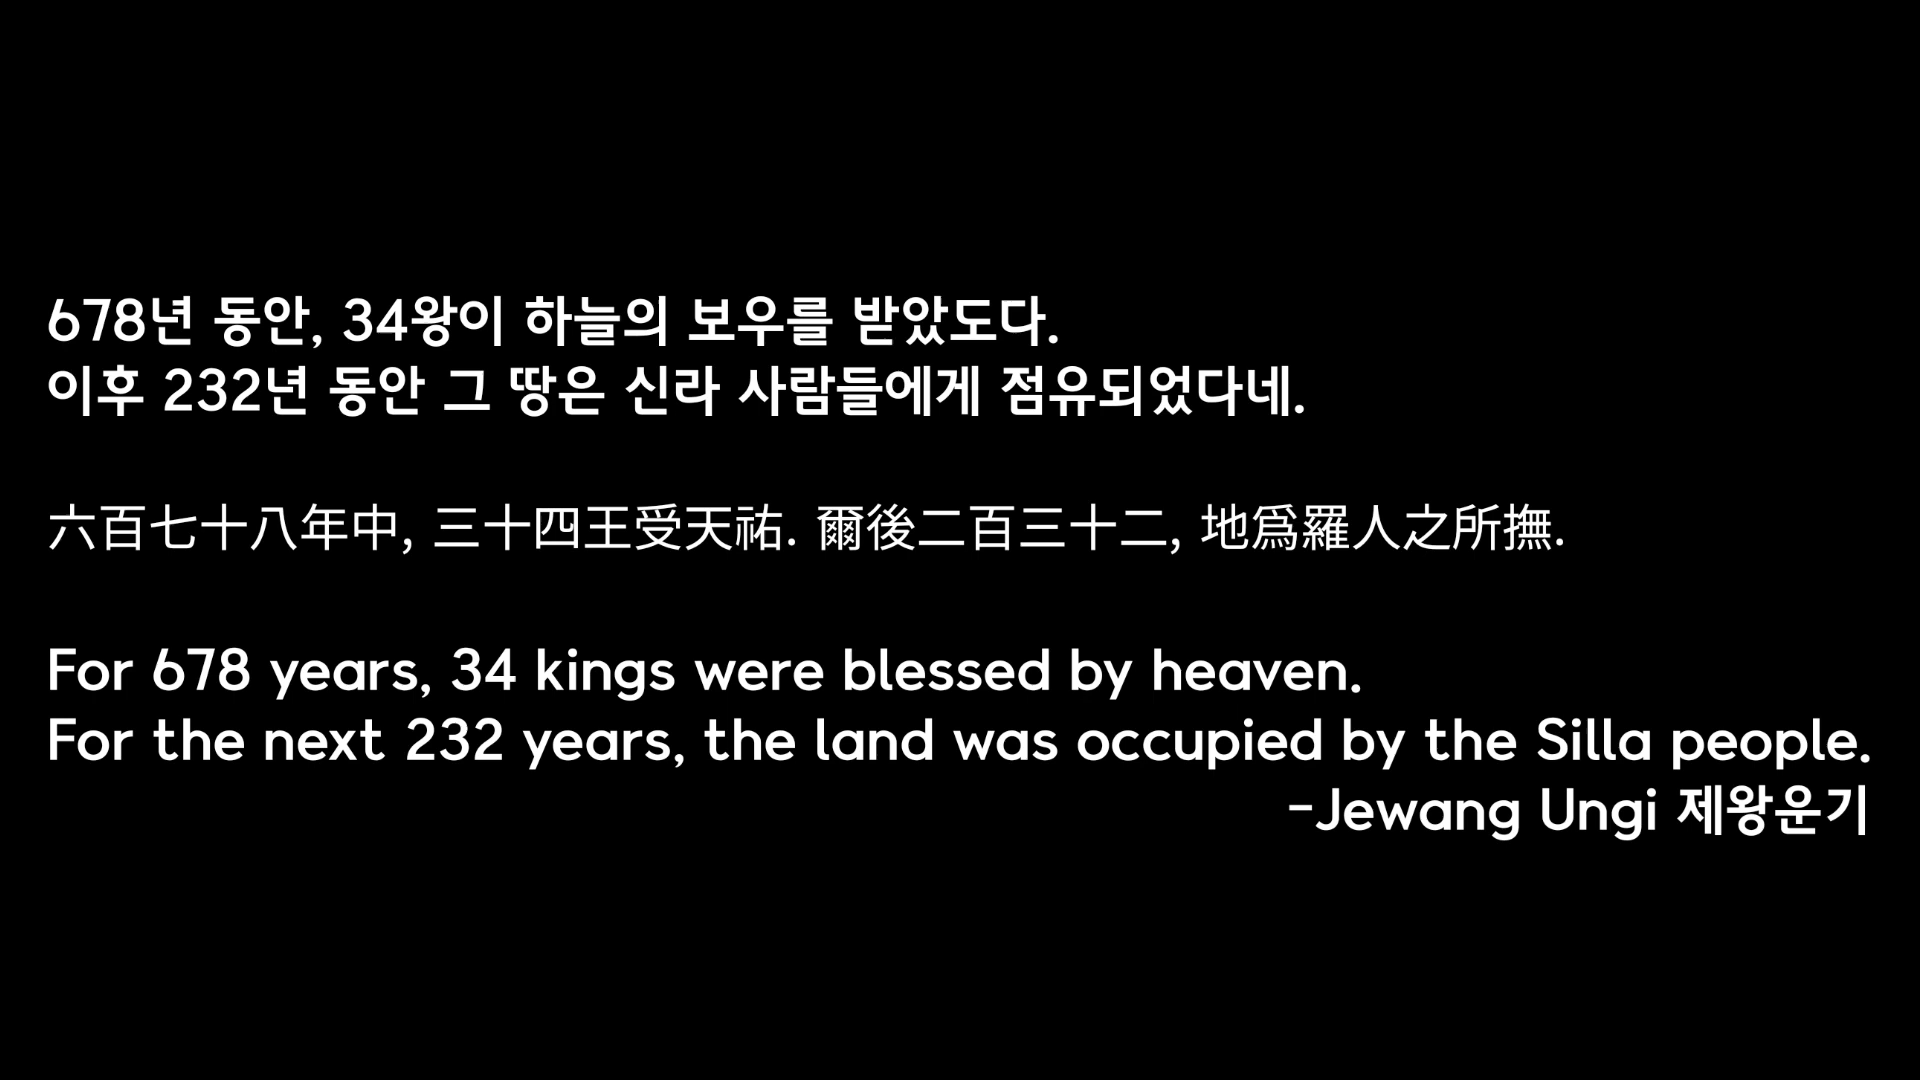 678년 동안, 34왕이 하늘의 보우를 받았도다.
이후 232년 동안 그 땅은 신라 사람들에게 점유되었다네.
六百七十八年中, 三十四王受天祐. 爾後二百三十二, 地爲羅人之所撫.
For 678 years, 34 kings were blessed by heaven.
For the next 232 years, the land was occupied by the Silla people.
-Jewang Ungi 제왕운기